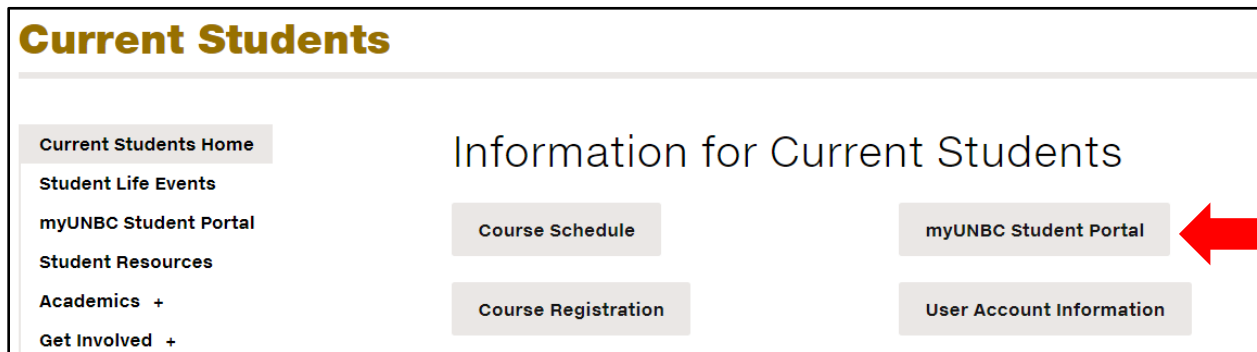 Current Students
Current Students Home
Student Life Events
myUNBC Student Portal
Student Resources
Academics +
Get Involved +
Information for Current Students
Course Schedule
myUNBC Student Portal
Course Registration
User Account Information